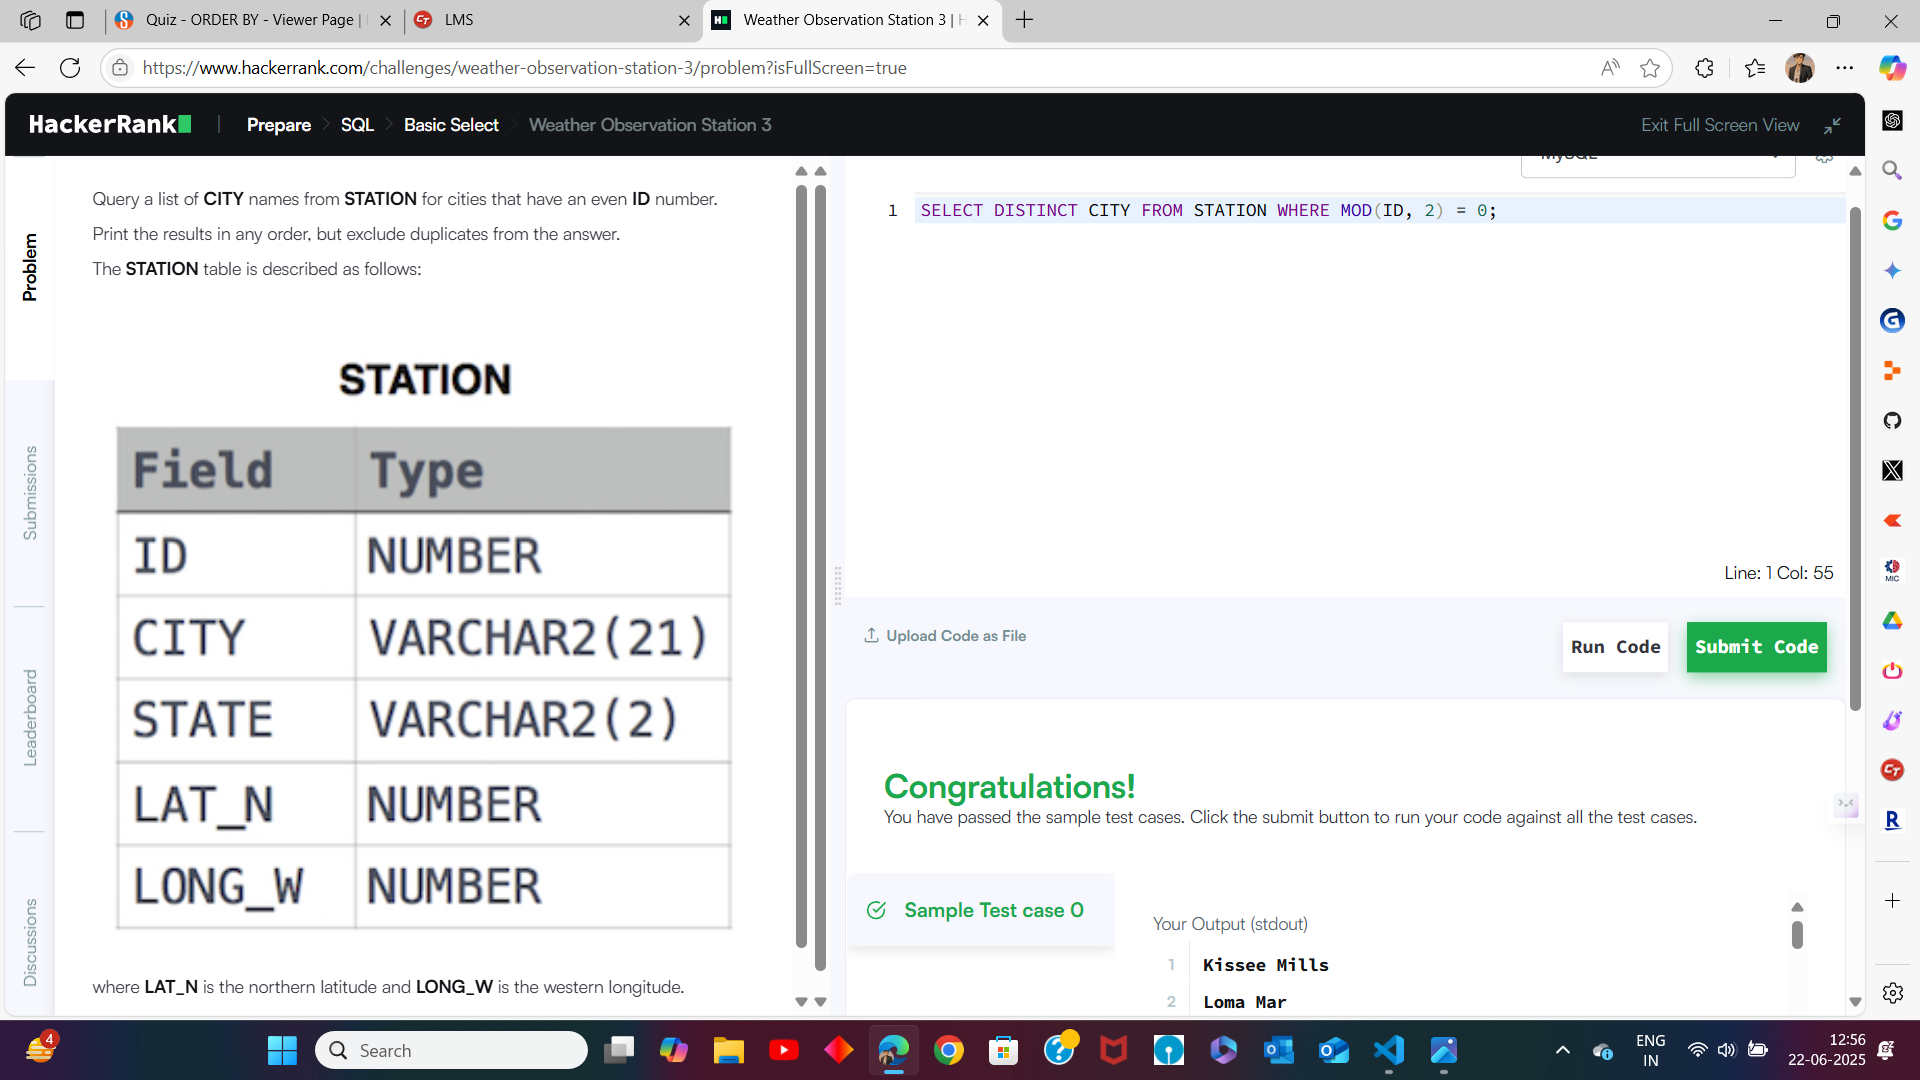 Quiz - ORDER BY - Viewer Page |
LMS
Weather Observation Station 3 | H
https://www.hackerrank.com/challenges/weather-observation-station-3/problem?isFullScreen=true
HackerRank
Prepare
SQL
Basic Select
Weather Observation Station 3
Exit Full Screen View
Problem
Submissions
Leaderboard
Discussions
Query a list of CITY names from STATION for cities that have an even ID number.
Print the results in any order, but exclude duplicates from the answer.
The STATION table is described as follows:
STATION
Field Type
ID NUMBER
CITY VARCHAR2(21)
STATE VARCHAR2(2)
LAT_N NUMBER
LONG_W NUMBER
where LAT_N is the northern latitude and LONG_W is the western longitude.
MySQL
1 SELECT DISTINCT CITY FROM STATION WHERE MOD(ID, 2) = 0;
Line: 1 Col: 55
Upload Code as File
Run Code
Submit Code
Congratulations!
You have passed the sample test cases. Click the submit button to run your code against all the test cases.
Sample Test case 0
Your Output (stdout)
1 Kissee Mills
2 Loma Mar
MIC
4
Search
ENG
IN
12:56
22-06-2025